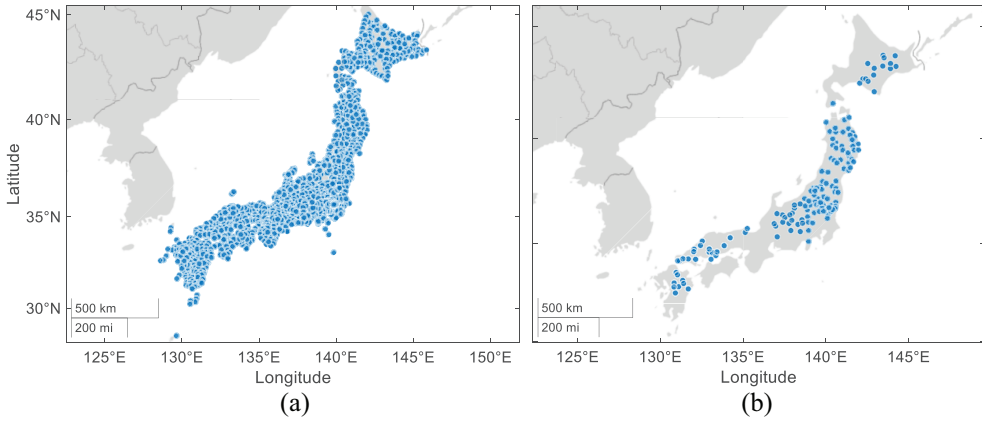 45°N
40°N
35°N
30°N
Latitude
500 km
200 mi
125°E 130°E 135°E 140°E 145°E 150°E
Longitude
(a)
500 km
200 mi
125°E 130°E 135°E 140°E 145°E
Longitude
(b)